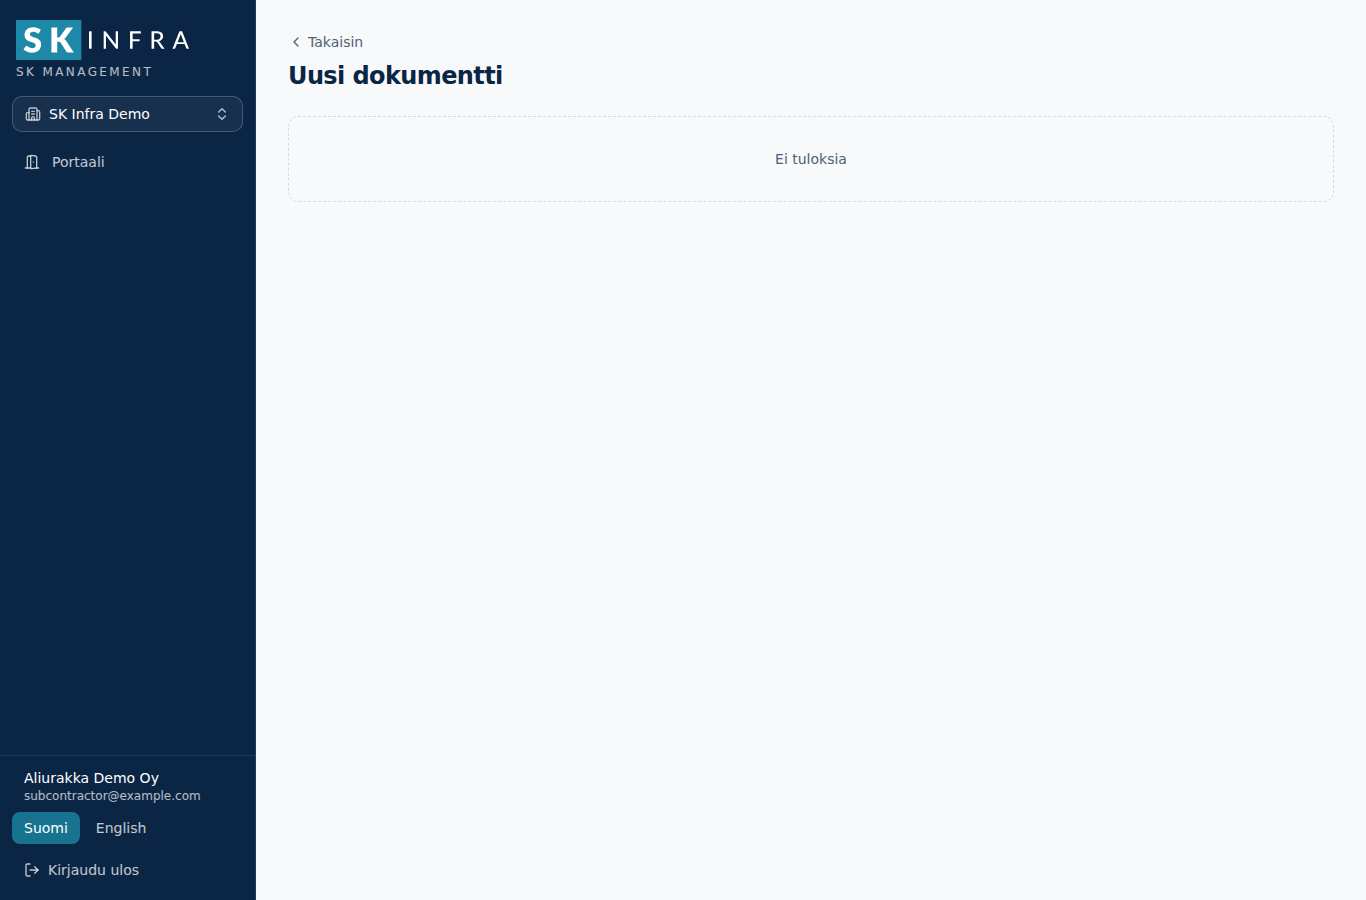 SK INFRA
SK MANAGEMENT
SK Infra Demo
Portaali
Aliurakka Demo Oy
subcontractor@example.com
Suomi English
Kirjaudu ulos
Takaisin
Uusi dokumentti
Ei tuloksia